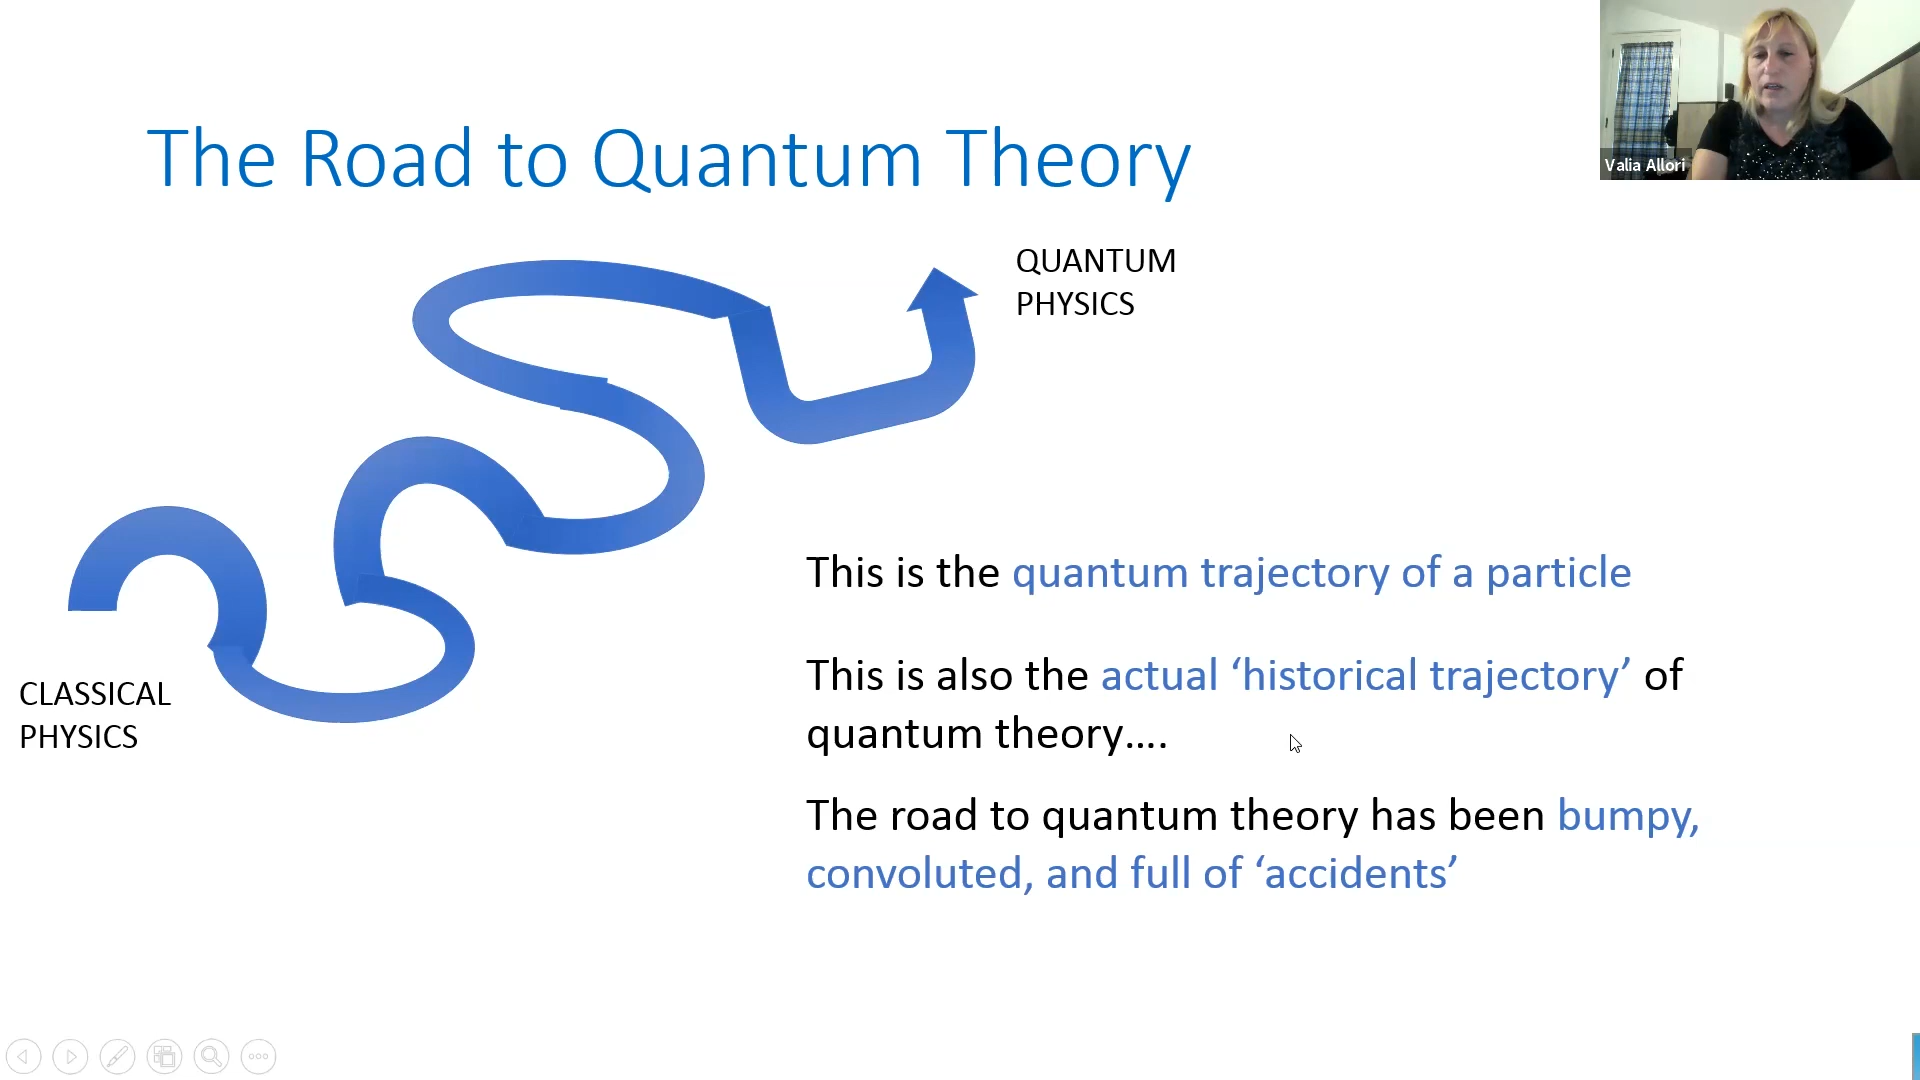 Valia Allori
The Road to Quantum Theory
QUANTUM
PHYSICS
CLASSICAL
PHYSICS
This is the quantum trajectory of a particle
This is also the actual ‘historical trajectory’ of
quantum theory....
The road to quantum theory has been bumpy,
convoluted, and full of ‘accidents’